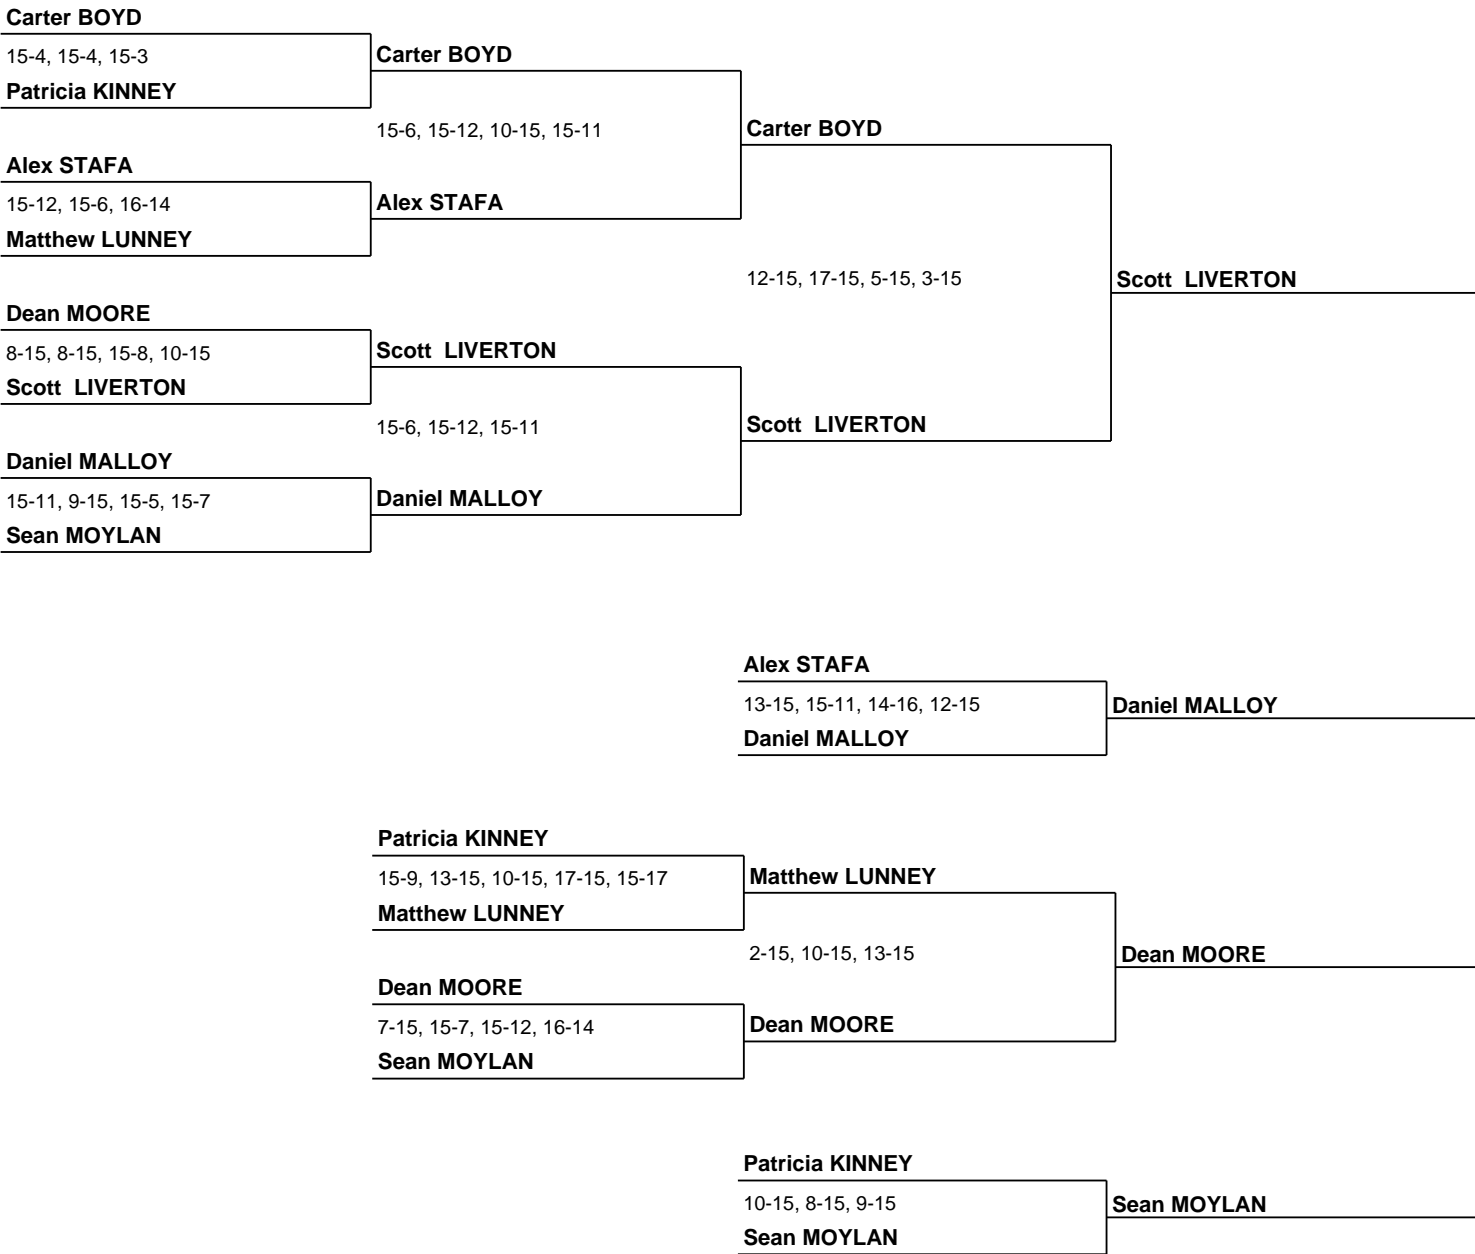 Carter BOYD
15-4, 15-4, 15-3
Patricia KINNEY
Carter BOYD
15-6, 15-12, 10-15, 15-11
Alex STAFA
15-12, 15-6, 16-14
Matthew LUNNEY
Alex STAFA
Carter BOYD
12-15, 17-15, 5-15, 3-15
Scott LIVERTON
Dean MOORE
8-15, 8-15, 15-8, 10-15
Scott LIVERTON
Scott LIVERTON
15-6, 15-12, 15-11
Scott LIVERTON
Daniel MALLOY
15-11, 9-15, 15-5, 15-7
Sean MOYLAN
Daniel MALLOY
Alex STAFA
13-15, 15-11, 14-16, 12-15
Daniel MALLOY
Daniel MALLOY
Patricia KINNEY
15-9, 13-15, 10-15, 17-15, 15-17
Matthew LUNNEY
Matthew LUNNEY
2-15, 10-15, 13-15
Dean MOORE
Dean MOORE
7-15, 15-7, 15-12, 16-14
Sean MOYLAN
Dean MOORE
Patricia KINNEY
10-15, 8-15, 9-15
Sean MOYLAN
Sean MOYLAN